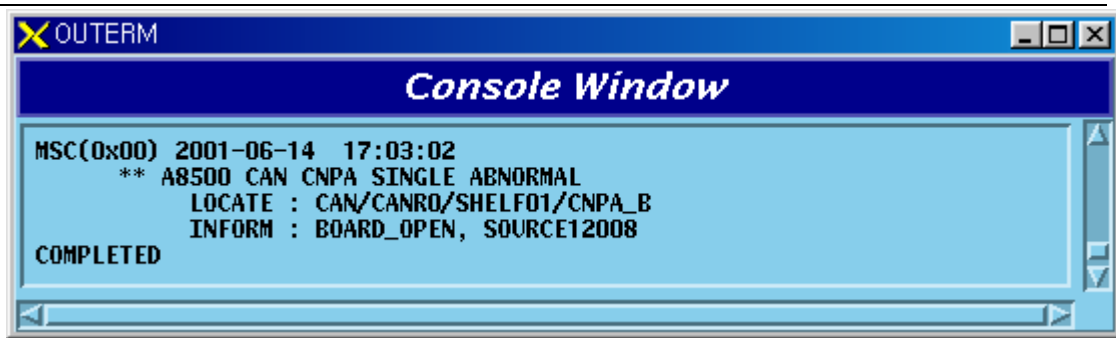 OUTERM
Console Window
MSC(0x00) 2001-06-14 17:03:02
** A8500 CAN CNPA SINGLE ABNORMAL
LOCATE : CAN/CANR0/SHELF01/CNPA_B
INFORM : BOARD_OPEN, SOURCE12008
COMPLETED